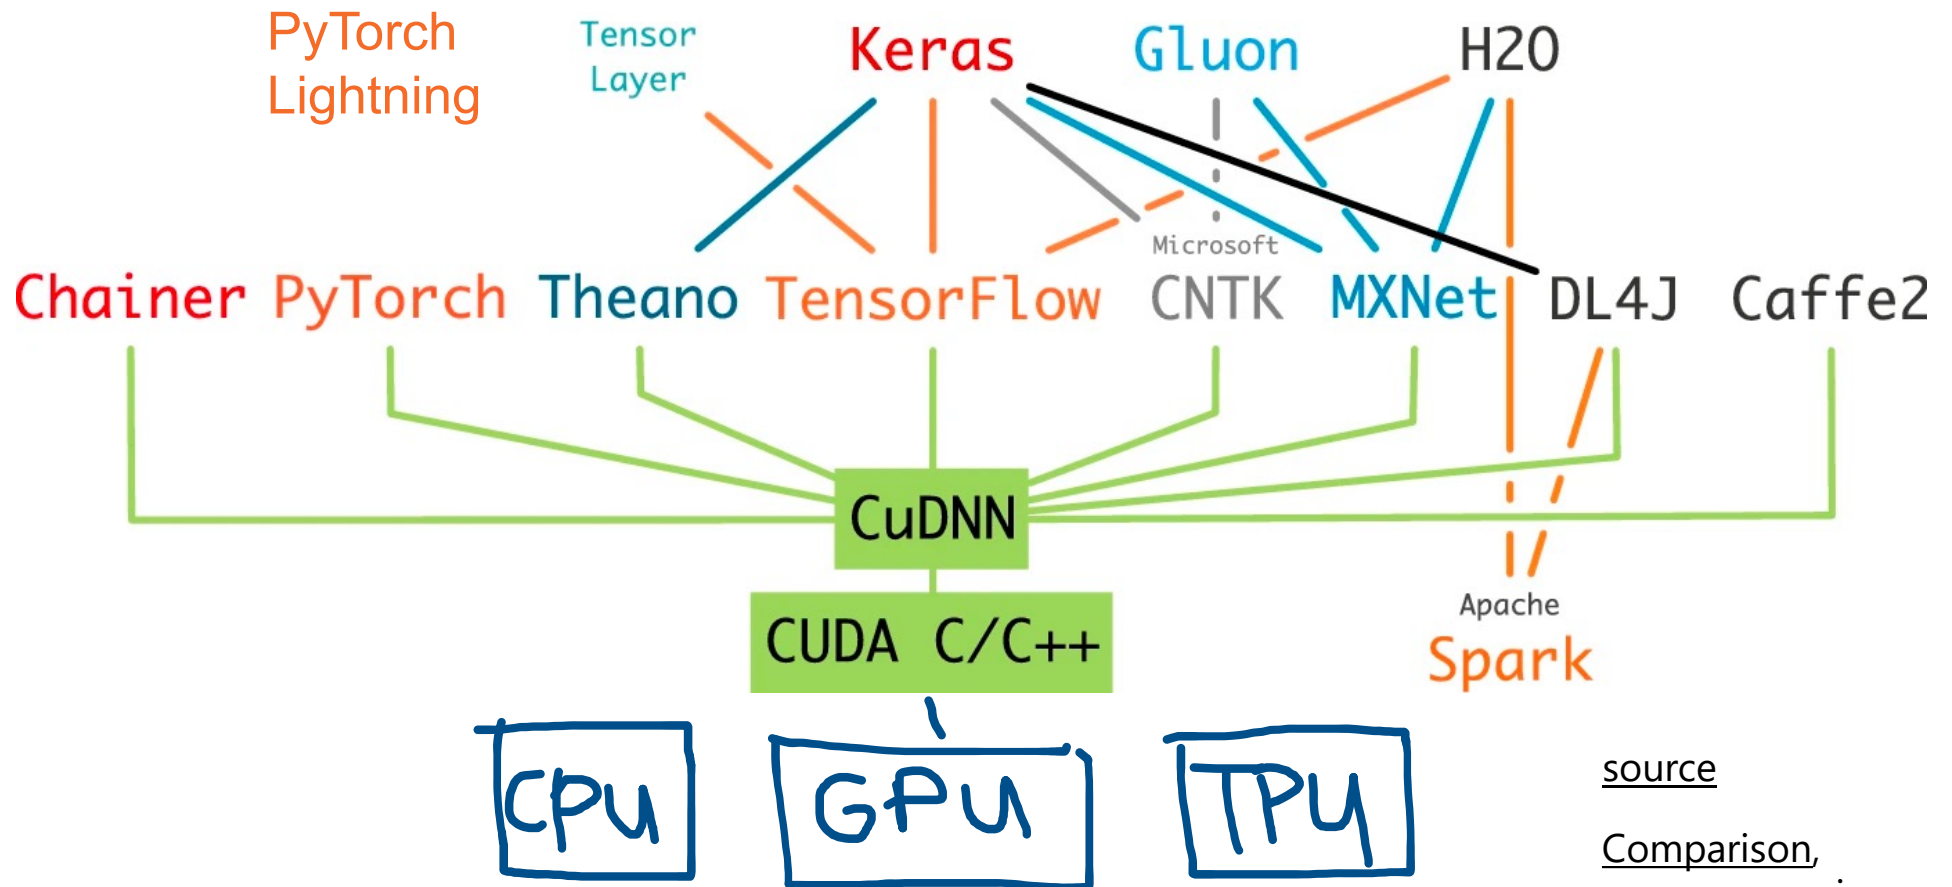 PyTorch
Lightning
Tensor
Layer
Keras
Gluon
H2O
Chainer
PyTorch
Theano
TensorFlow
Microsoft
CNTK
MXNet
DL4J
Caffe2
CuDNN
CUDA C/C++
Apache
Spark
CPU
GPU
TPU
source
Comparison,
.